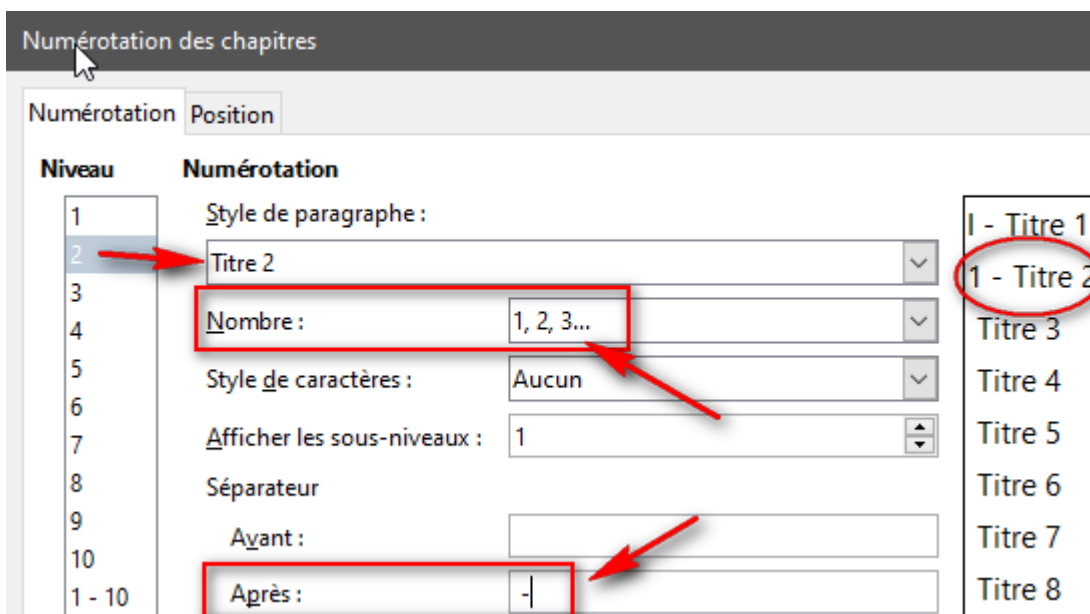 Numérotation des chapitres
Numérotation Position
Niveau
1
2
3
4
5
6
7
8
9
10
1 - 10
Numérotation
Style de paragraphe :
Titre 2
Nombre : 1, 2, 3...
Style de caractères : Aucun
Afficher les sous-niveaux : 1
Séparateur
Avant :
Après : -
I - Titre 1
1 - Titre 2
Titre 3
Titre 4
Titre 5
Titre 6
Titre 7
Titre 8